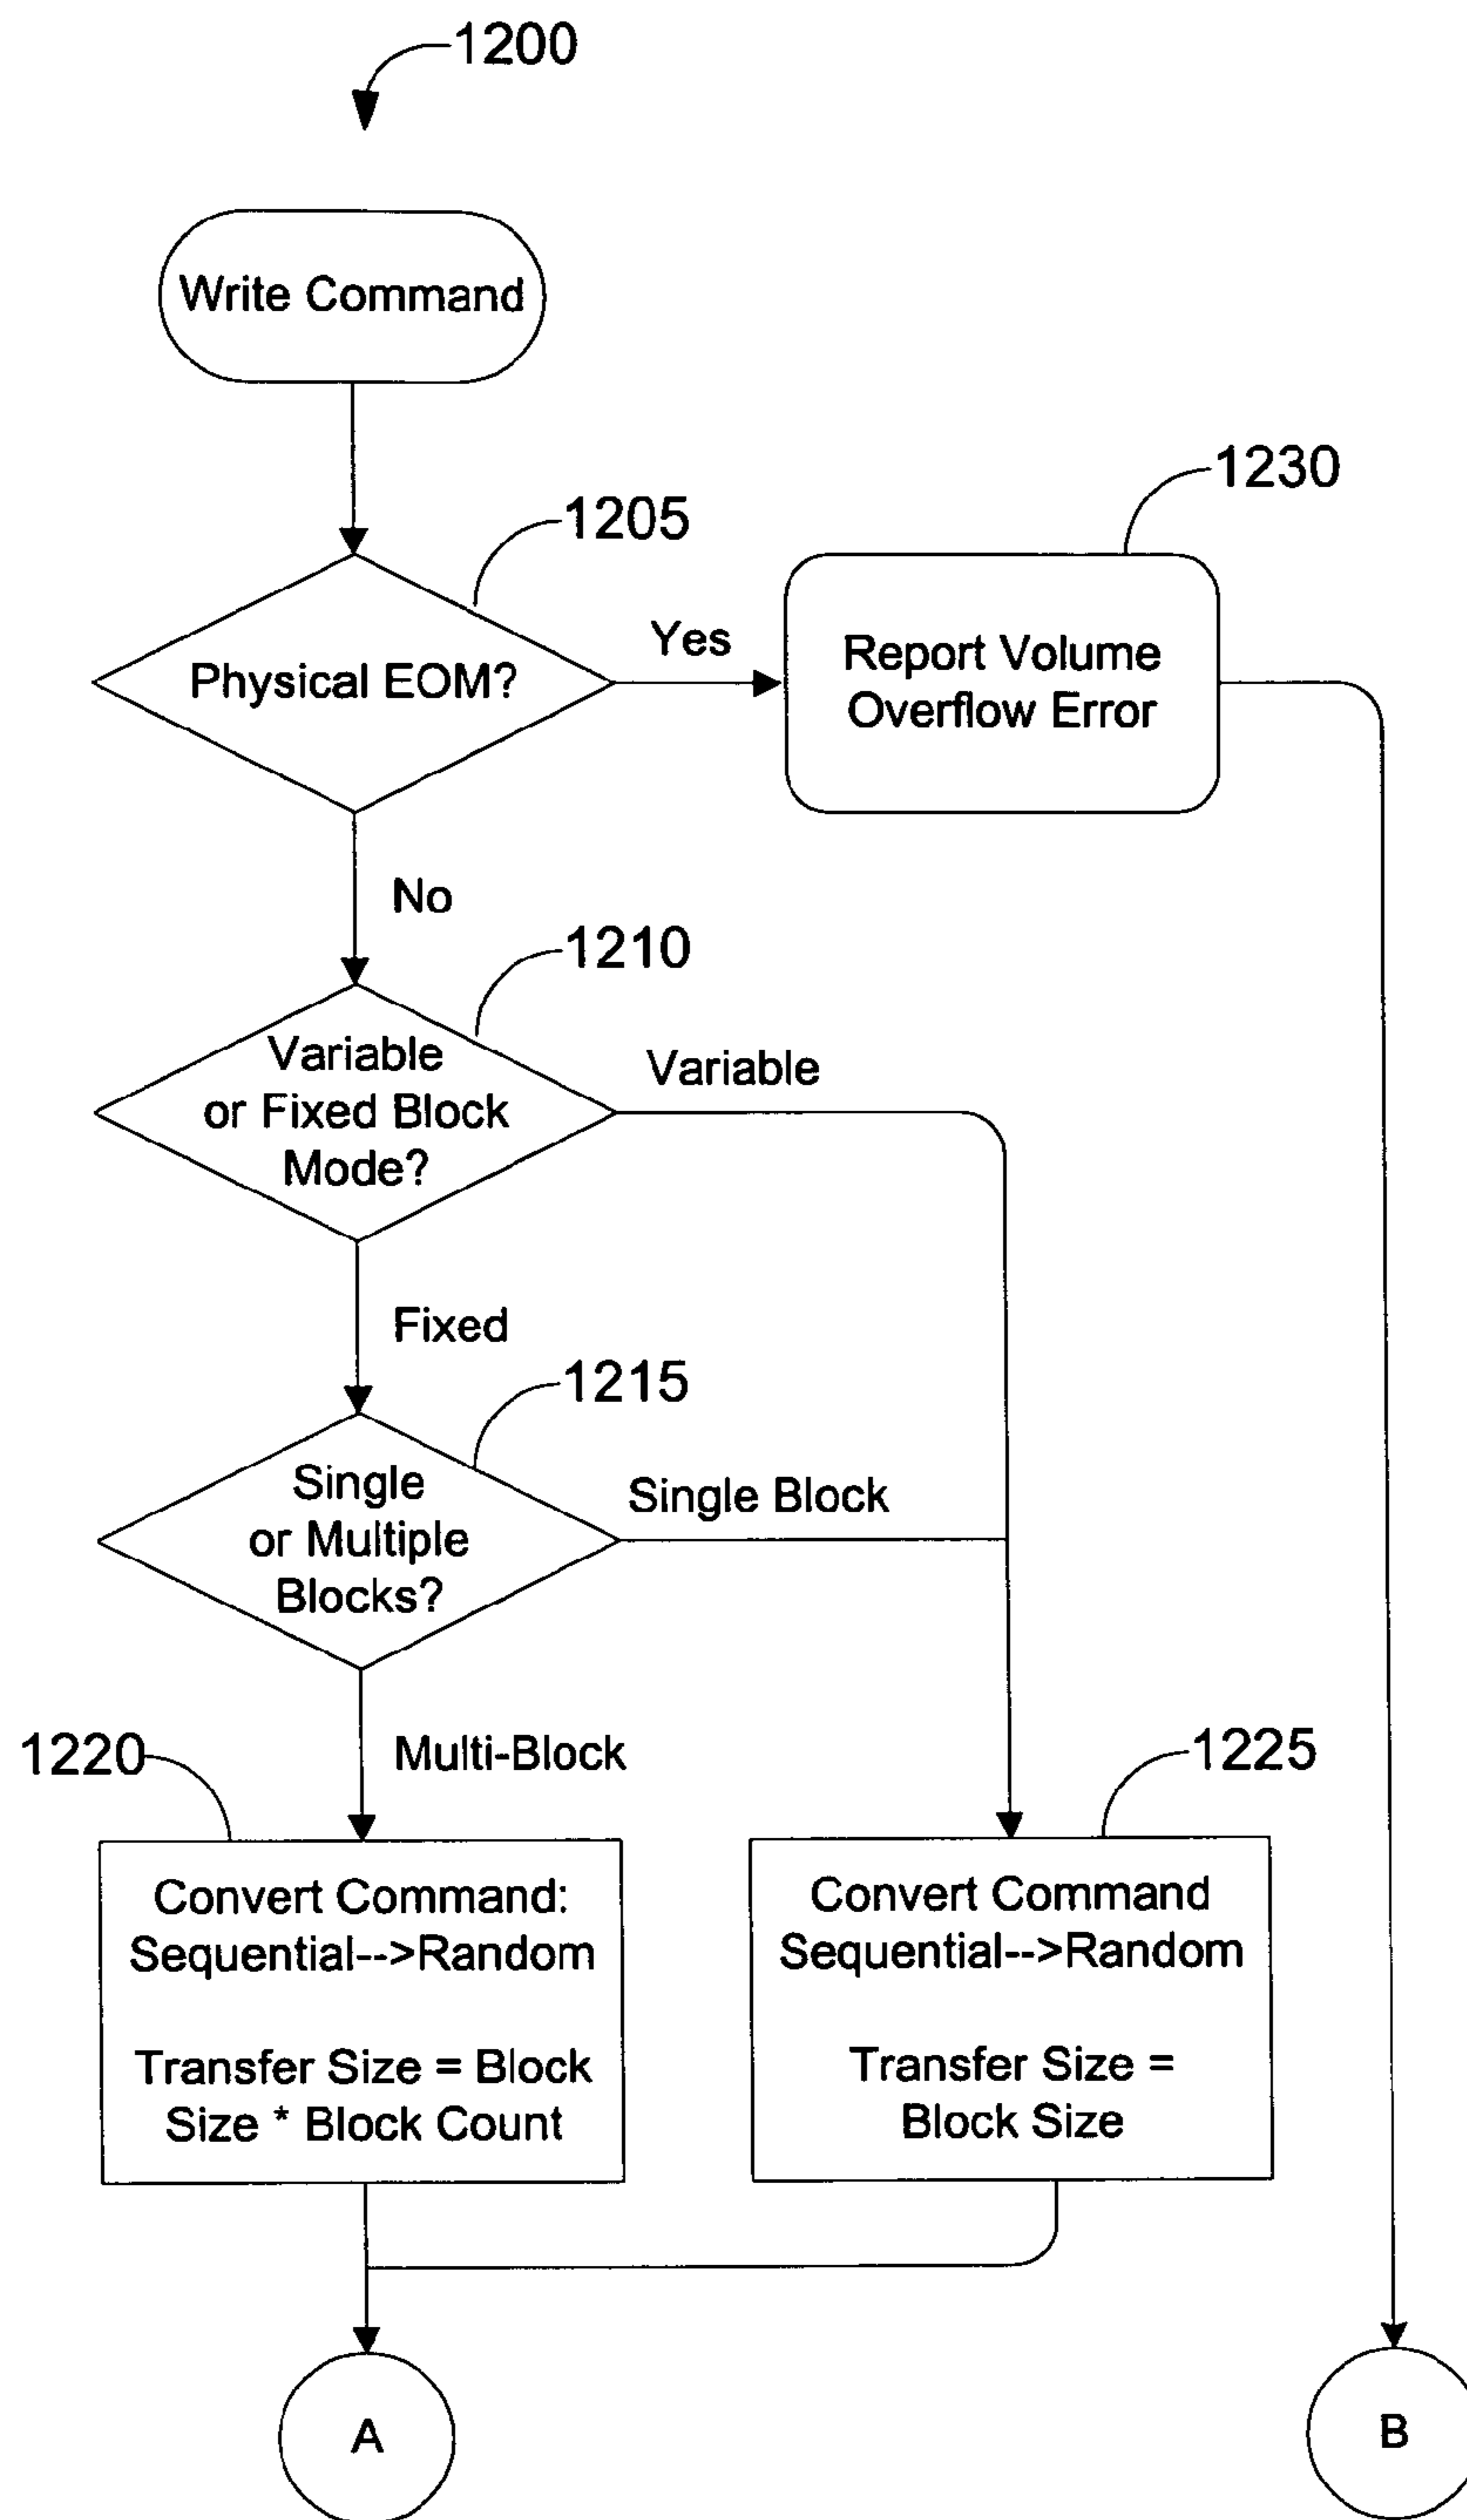 1200
Write Command
1205
1230
Physical EOM?
Yes
Report Volume
Overflow Error
No
1210
Variable
or Fixed Block
Mode?
Variable
Fixed
1215
Single
or Multiple
Blocks?
Single Block
1220
Multi-Block
1225
Convert Command:
Sequential-->Random
Transfer Size = Block
Size * Block Count
Convert Command
Sequential-->Random
Transfer Size =
Block Size
A
B